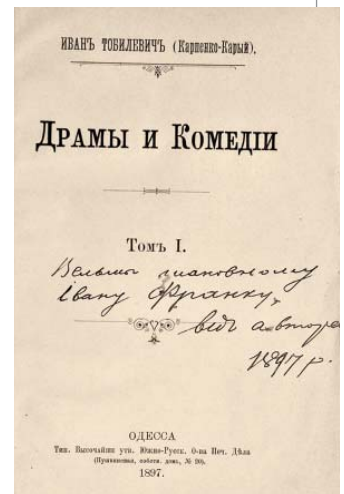 ИВАНЪ ТОБИЛЕВИЧЪ (Карпенко-Карый).
Драмы и Комедіи
Томъ I.
Вельми шановному
Івану Франку,
від автора
1897 р.
ОДЕССА
Тип. Высочайше утв. Южно-Русск. О-ва Печ. Дѣла
(Пушкинская, собств. домъ, № 20).
1897.